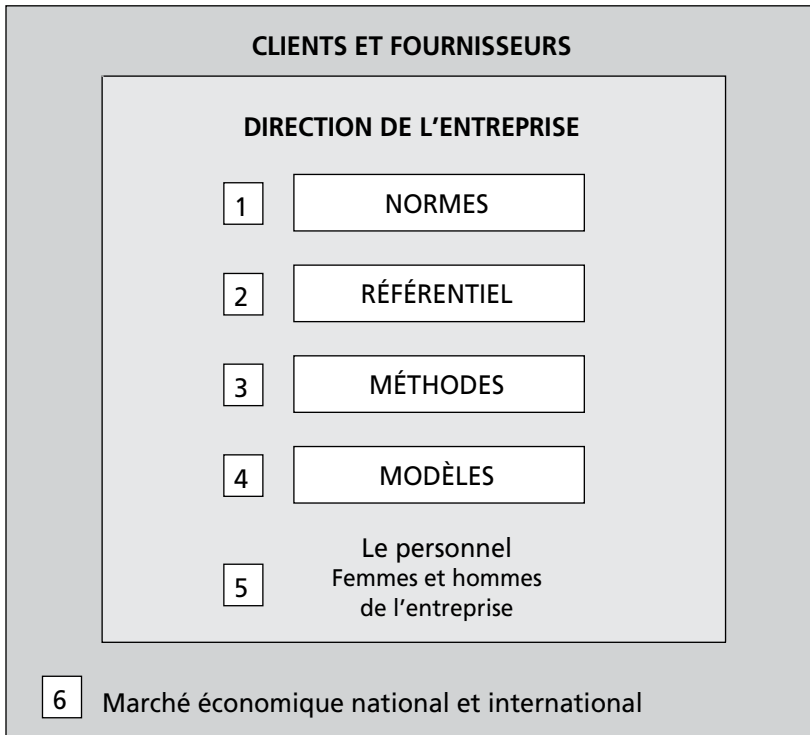 CLIENTS ET FOURNISSEURS
DIRECTION DE L’ENTREPRISE
1 NORMES
2 RÉFÉRENTIEL
3 MÉTHODES
4 MODÈLES
Le personnel
5 Femmes et hommes
de l’entreprise
6 Marché économique national et international